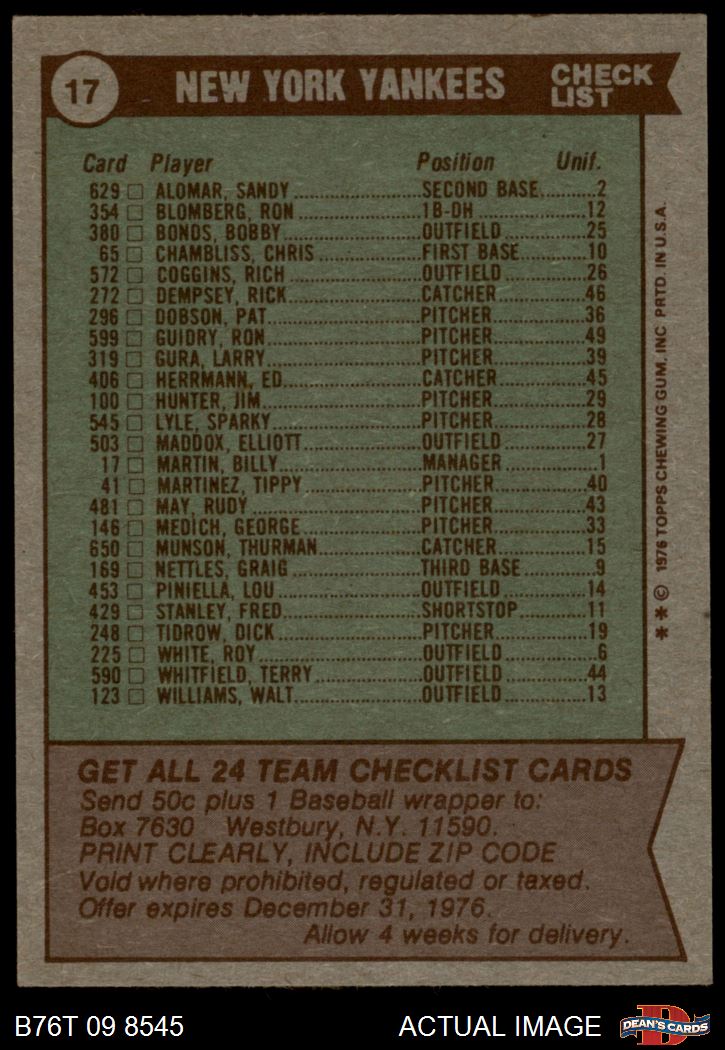 17 NEW YORK YANKEES CHECK LIST
Card Player Position Unif.
629 □ ALOMAR, SANDY SECOND BASE 2
354 □ BLOMBERG, RON 1B-DH 12
380 □ BONDS, BOBBY OUTFIELD 25
65 □ CHAMBLISS, CHRIS FIRST BASE 10
572 □ COGGINS, RICH OUTFIELD 26
272 □ DEMPSEY, RICK CATCHER 46
296 □ DOBSON, PAT PITCHER 36
599 □ GUIDRY, RON PITCHER 49
319 □ GURA, LARRY PITCHER 39
406 □ HERRMANN, ED CATCHER 45
100 □ HUNTER, JIM PITCHER 29
545 □ LYLE, SPARKY PITCHER 28
503 □ MADDOX, ELLIOTT OUTFIELD 27
17 □ MARTIN, BILLY MANAGER 1
41 □ MARTINEZ, TIPPY PITCHER 40
481 □ MAY, RUDY PITCHER 43
146 □ MEDICH, GEORGE PITCHER 33
650 □ MUNSON, THURMAN CATCHER 15
169 □ NETTLES, GRAIG THIRD BASE 9
453 □ PINIELLA, LOU OUTFIELD 14
429 □ STANLEY, FRED SHORTSTOP 11
248 □ TIDROW, DICK PITCHER 19
225 □ WHITE, ROY OUTFIELD 6
590 □ WHITFIELD, TERRY OUTFIELD 44
123 □ WILLIAMS, WALT OUTFIELD 13
** © 1976 TOPPS CHEWING GUM, INC PRTD. IN U.S.A.
GET ALL 24 TEAM CHECKLIST CARDS
Send 50c plus 1 Baseball wrapper to:
Box 7630 Westbury, N.Y. 11590.
PRINT CLEARLY, INCLUDE ZIP CODE
Void where prohibited, regulated or taxed.
Offer expires December 31, 1976.
Allow 4 weeks for delivery.
B76T 09 8545 ACTUAL IMAGE DEAN'S CARDS